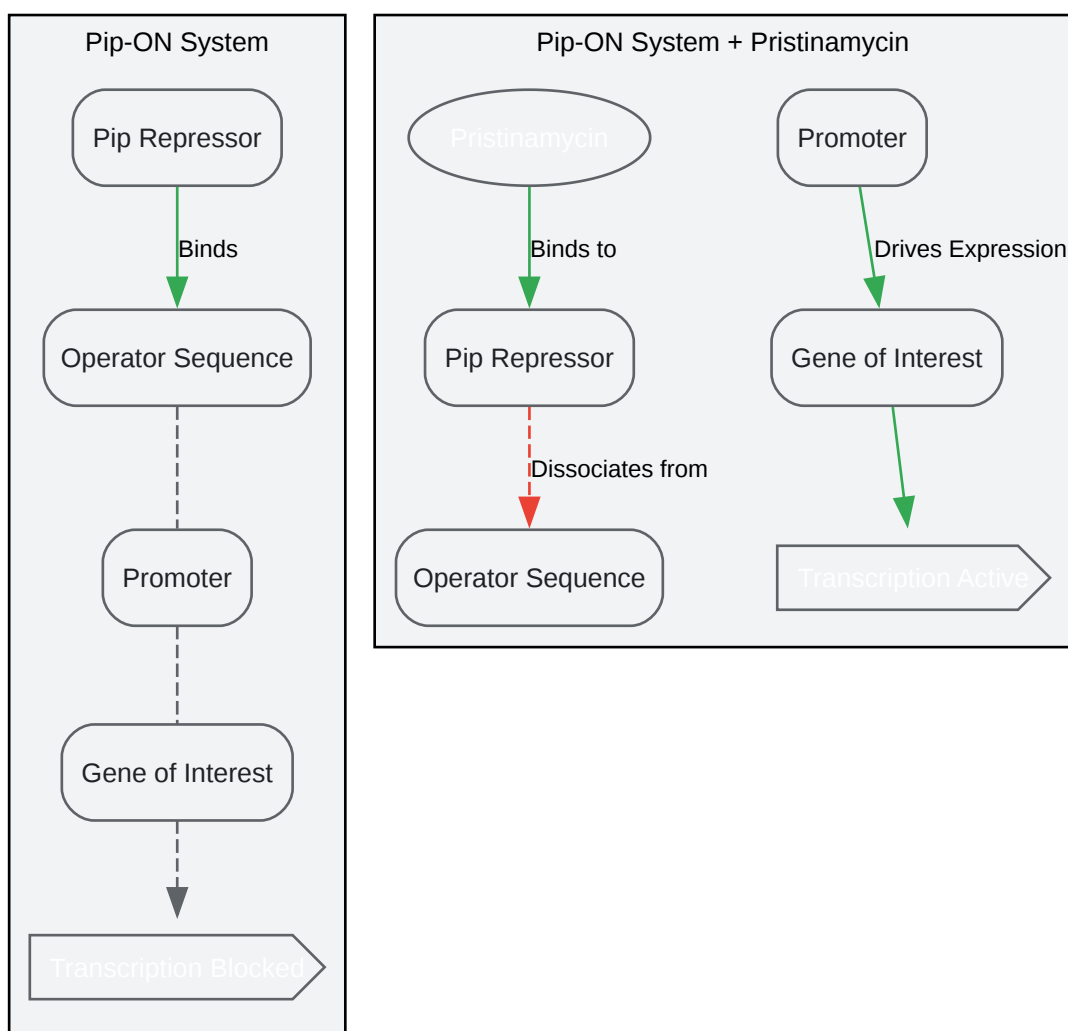 Pip-ON System
Pip Repressor
Binds
Operator Sequence
Promoter
Gene of Interest
Transcription Blocked
Pip-ON System + Pristinamycin
Pristinamycin
Binds to
Pip Repressor
Dissociates from
Operator Sequence
Promoter
Drives Expression
Gene of Interest
Transcription Active